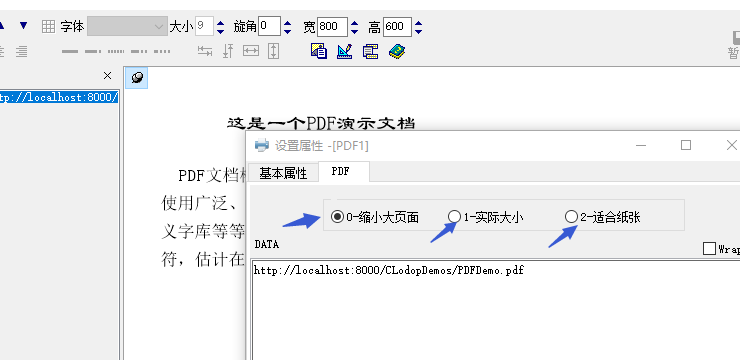 字体 大小 9 旋角 0 宽 800 高 600
暂
tp://localhost:8000/
这是一个PDF演示文档
设置属性 -[PDF1]
基本属性 PDF
PDF文档
使用广泛、
0-缩小大页面 1-实际大小 2-适合纸张
义字库等等
DATA
Wrap
符，估计在
http://localhost:8000/CLodopDemos/PDFDemo.pdf